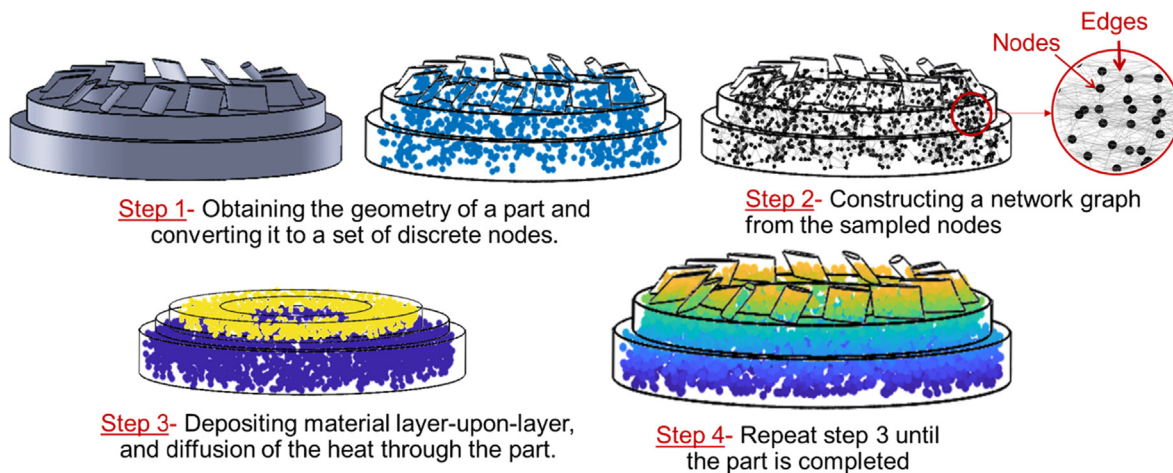 Edges
Nodes
Step 1- Obtaining the geometry of a part and
converting it to a set of discrete nodes.
Step 2- Constructing a network graph
from the sampled nodes
Step 3- Depositing material layer-upon-layer,
and diffusion of the heat through the part.
Step 4- Repeat step 3 until
the part is completed